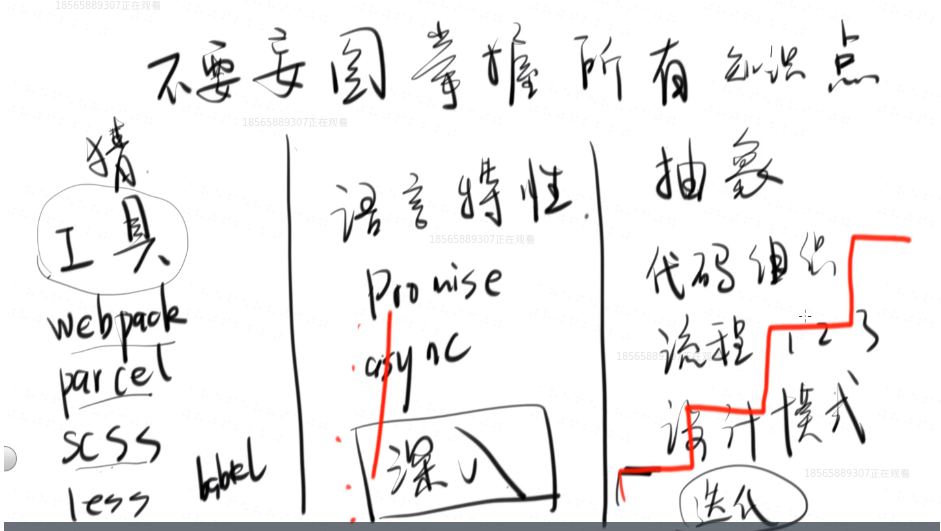 18565889307正在观看
不要妄图掌握所有知识点
18565889307正在观看
猜
工具
webpack
parcel
scss
less
babel
语言特性.
18565889307正在观看
promise
async
深入
抽象
代码组织
流程 1 2 3
18565889307正在观看
设计模式
18565889307正在观看
迭代